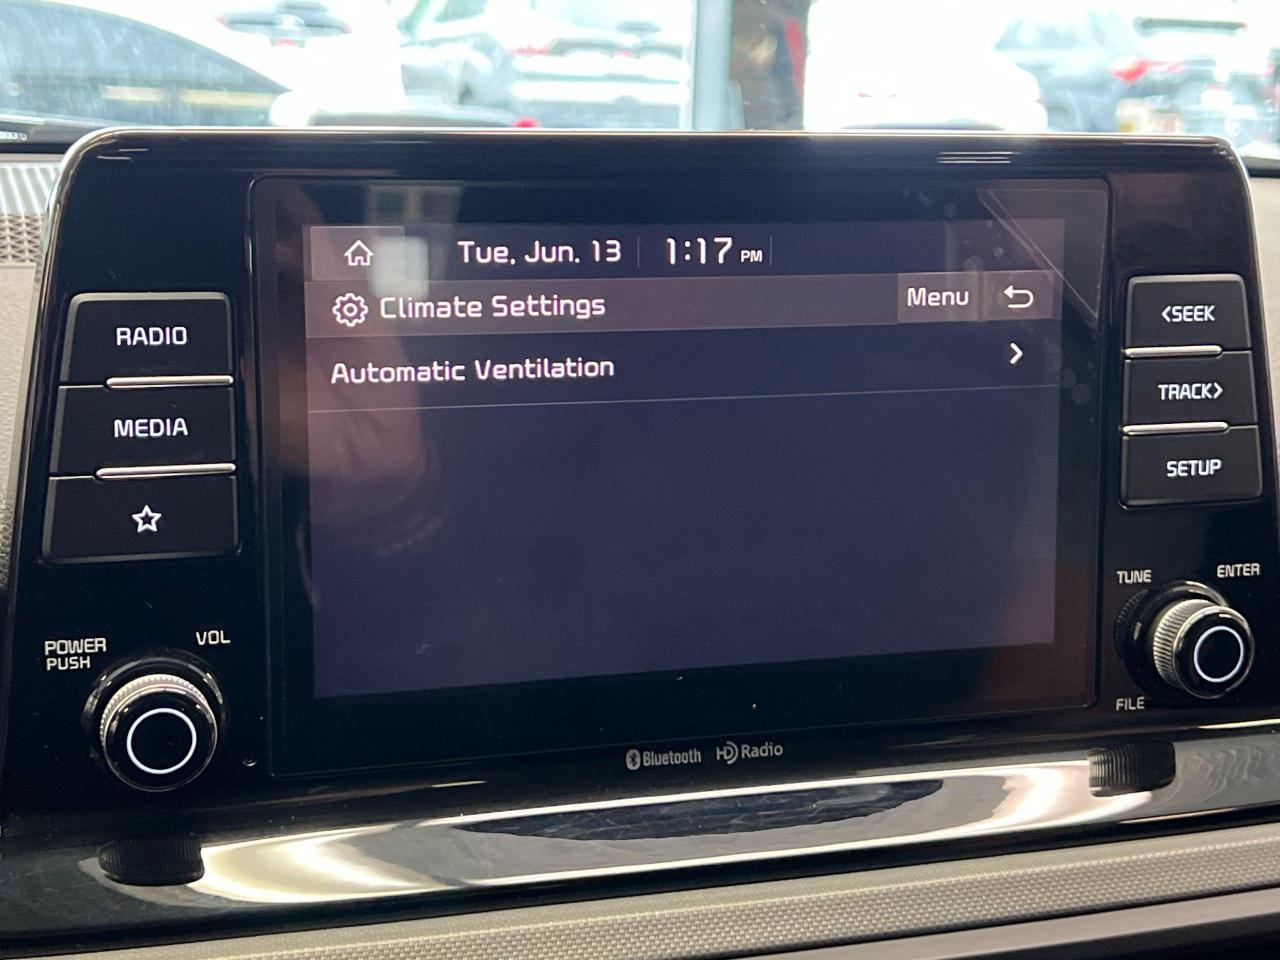 Tue, Jun. 13 1:17 PM
Climate Settings Menu
Automatic Ventilation
RADIO
MEDIA
POWER
PUSH
VOL
<SEEK
TRACK>
SETUP
TUNE
ENTER
FILE
Bluetooth HD Radio